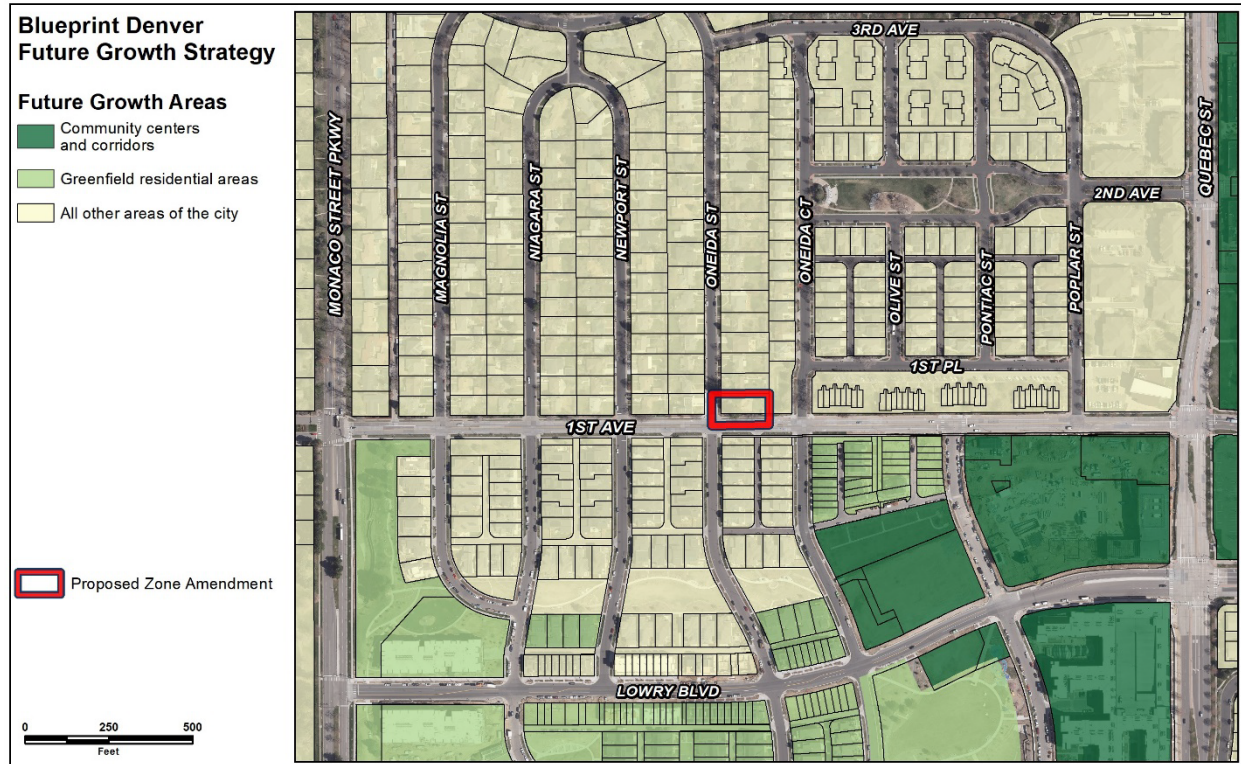 Blueprint Denver
Future Growth Strategy
Future Growth Areas
Community centers
and corridors
Greenfield residential areas
All other areas of the city
Proposed Zone Amendment
0 250 500
Feet
MONACO STREET PKWY
MAGNOLIA ST
NIAGARA ST
NEWPORT ST
ONEIDA ST
ONEIDA CT
OLIVE ST
PONTIAC ST
POPLAR ST
QUEBEC ST
3RD AVE
2ND AVE
1ST PL
1ST AVE
LOWRY BLVD